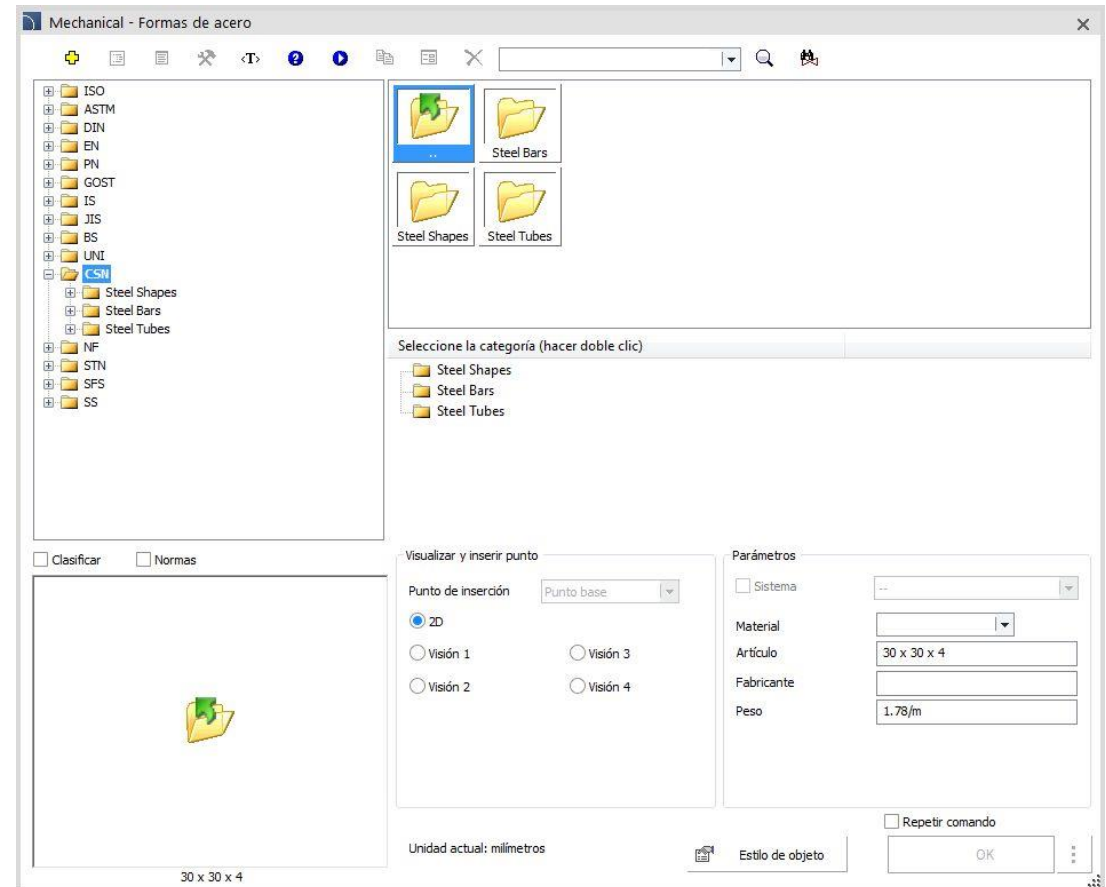 Mechanical - Formas de acero
‹T›
ISO
ASTM
DIN
EN
PN
GOST
IS
JIS
BS
UNI
CSN
Steel Shapes
Steel Bars
Steel Tubes
NF
STN
SFS
SS
..
Steel Bars
Steel Shapes
Steel Tubes
Seleccione la categoría (hacer doble clic)
Steel Shapes
Steel Bars
Steel Tubes
Clasificar
Normas
30 x 30 x 4
Visualizar y inserir punto
Punto de inserción
Punto base
2D
Visión 1
Visión 3
Visión 2
Visión 4
Parámetros
Sistema
--
Material
Artículo
30 x 30 x 4
Fabricante
Peso
1.78/m
Repetir comando
Unidad actual: milímetros
Estilo de objeto
OK